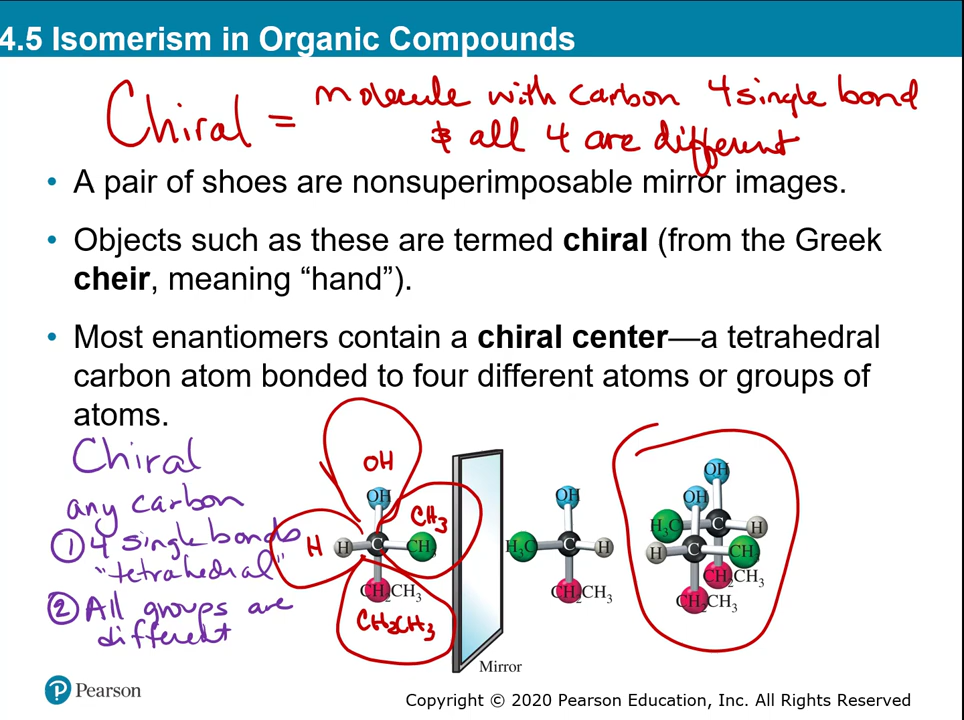 4.5 Isomerism in Organic Compounds
Chiral = molecule with carbon 4 single bond
& all 4 are different
• A pair of shoes are nonsuperimposable mirror images.
• Objects such as these are termed chiral (from the Greek
cheir, meaning “hand”).
• Most enantiomers contain a chiral center—a tetrahedral
carbon atom bonded to four different atoms or groups of
atoms.
Chiral
any carbon
① 4 single bonds
"tetrahedral"
② All groups are
different
OH
OH
CH₃
H
H
C
CH
CH₂CH₃
CH₂CH₃
OH
H₃C
C
H
CH₂CH₃
OH
OH
H₃C
C
H
H
C
CH
CH₂CH₃
CH₂CH₃
Mirror
Pearson
Copyright © 2020 Pearson Education, Inc. All Rights Reserved